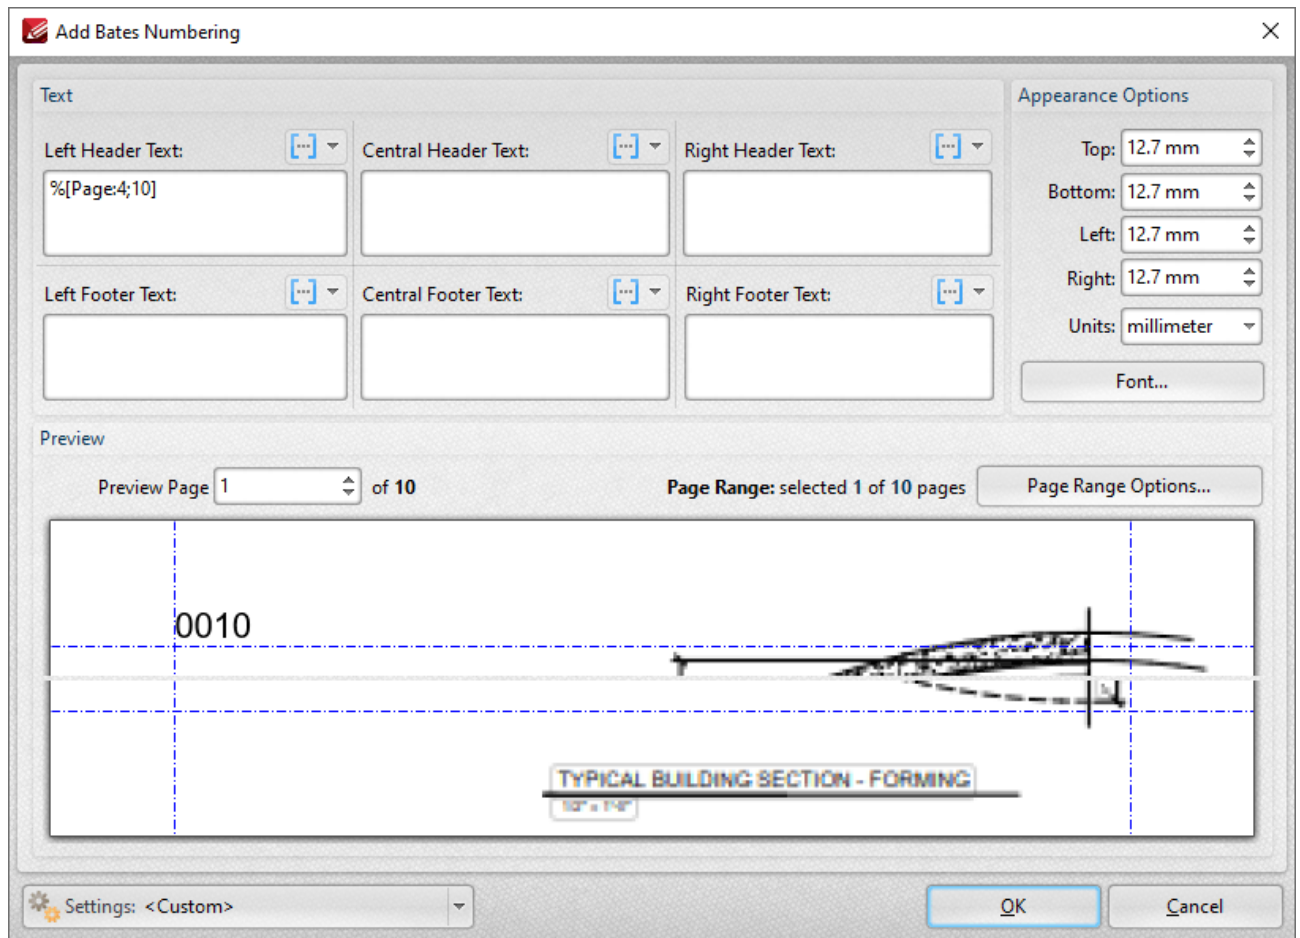 Add Bates Numbering
Text
Appearance Options
Left Header Text:
Central Header Text:
Right Header Text:
Top: 12.7 mm
%[Page:4;10]
Bottom: 12.7 mm
Left: 12.7 mm
Right: 12.7 mm
Left Footer Text:
Central Footer Text:
Right Footer Text:
Units: millimeter
Font...
Preview
Preview Page 1 of 10
Page Range: selected 1 of 10 pages
Page Range Options...
0010
TYPICAL BUILDING SECTION - FORMING
Settings: <Custom>
OK
Cancel